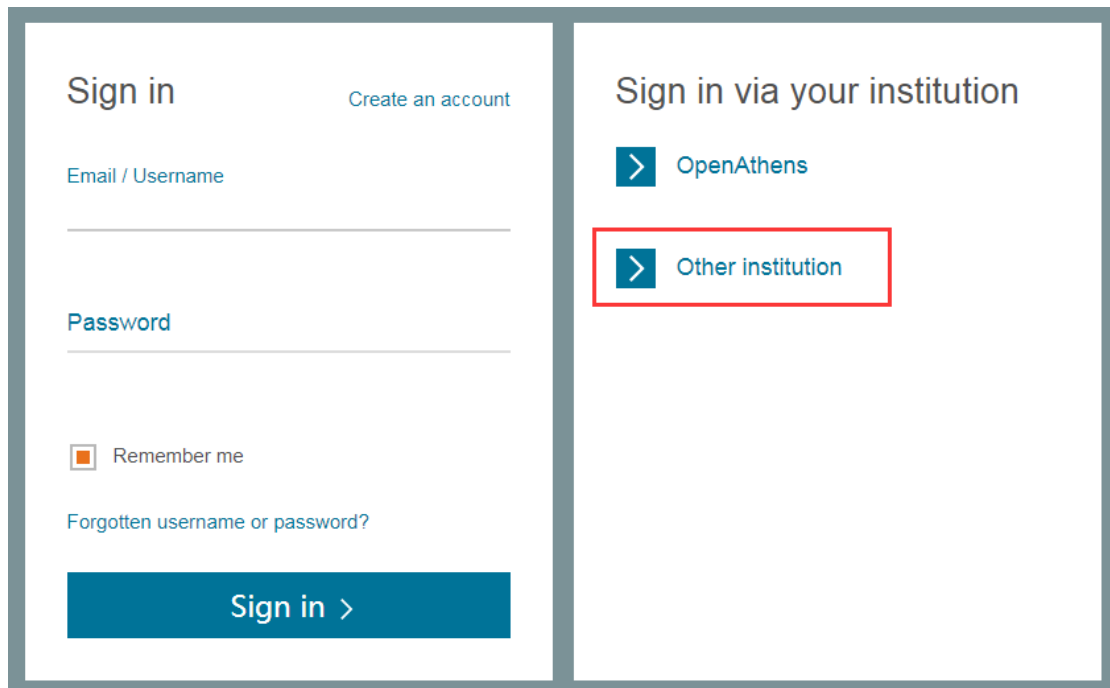 Sign in
Create an account
Email / Username
Password
Remember me
Forgotten username or password?
Sign in >
Sign in via your institution
OpenAthens
Other institution